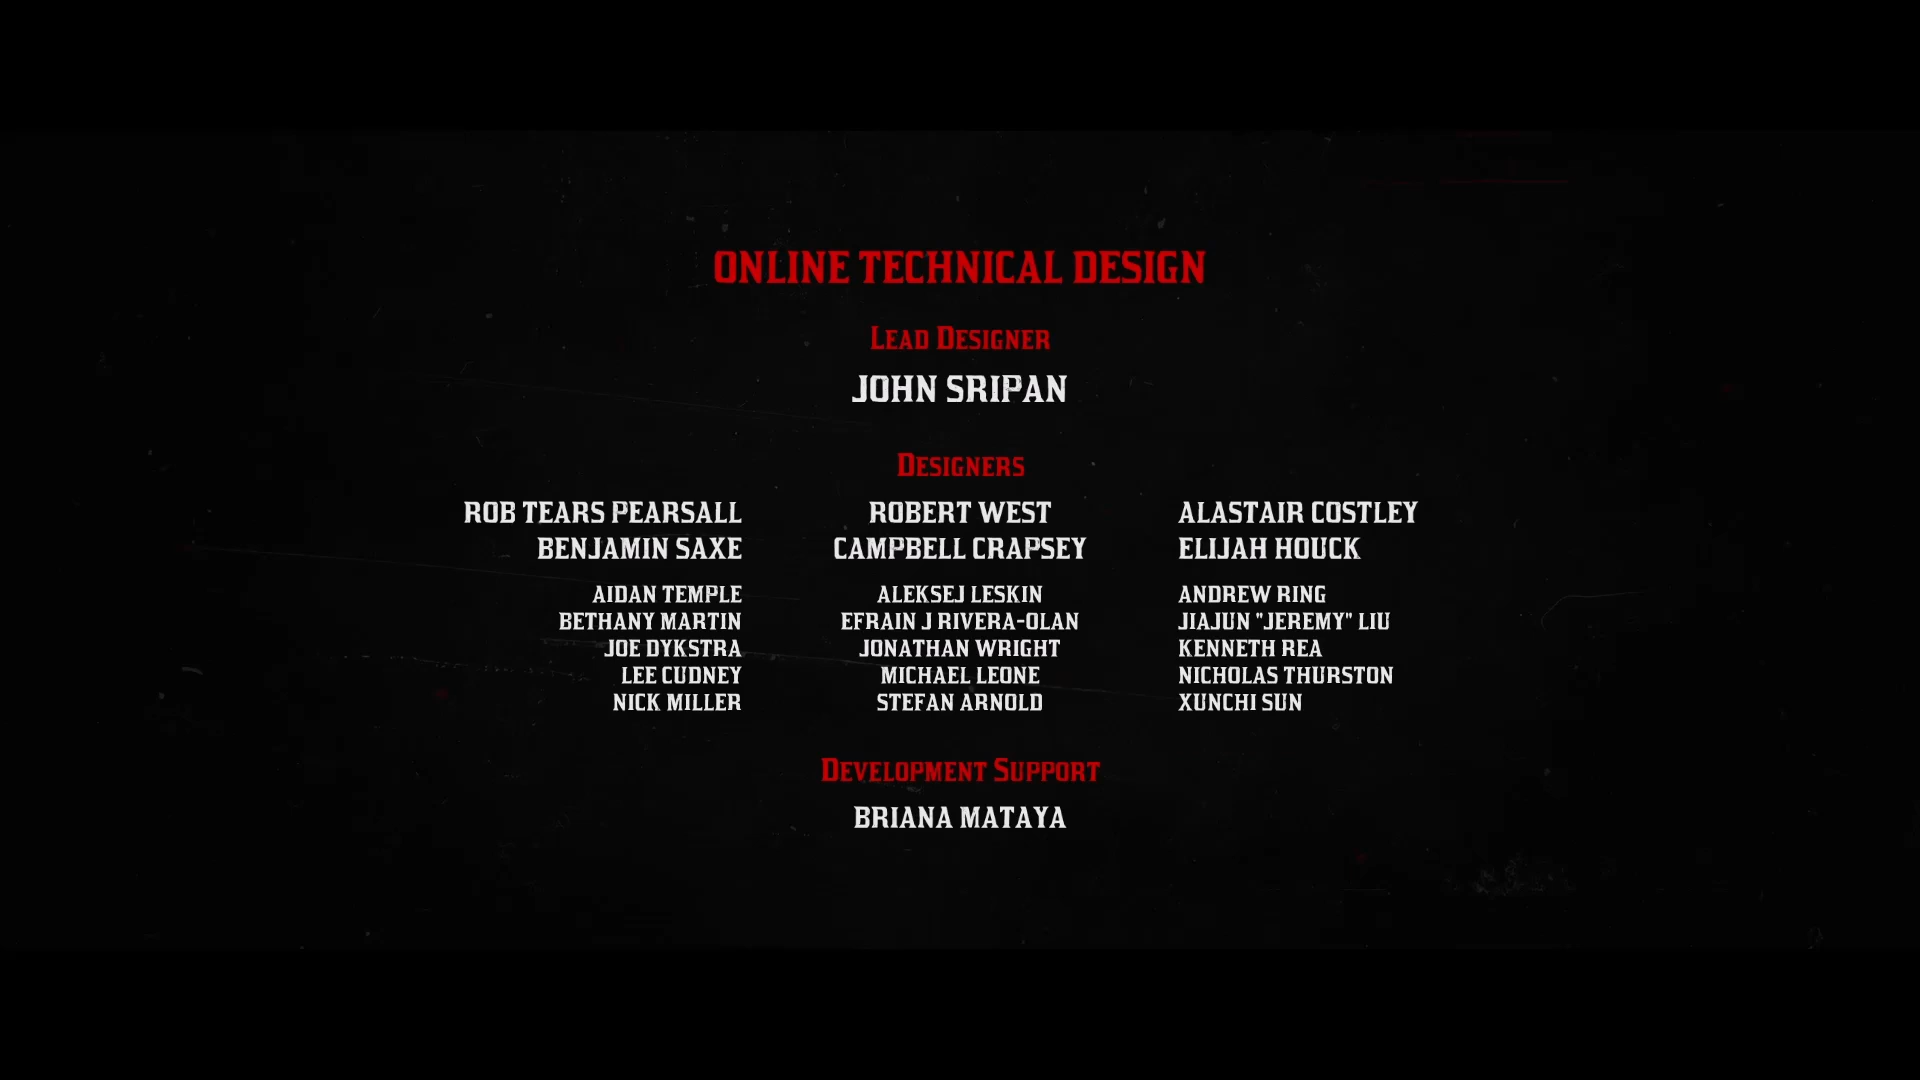 ONLINE TECHNICAL DESIGN
LEAD DESIGNER
JOHN SRIPAN
DESIGNERS
ROB TEARS PEARSALL ROBERT WEST ALASTAIR COSTLEY
BENJAMIN SAXE CAMPBELL CRAPSEY ELIJAH HOUCK
AIDAN TEMPLE ALEKSEJ LESKIN ANDREW RING
BETHANY MARTIN EFRAIN J RIVERA-OLAN JIAJUN "JEREMY" LIU
JOE DYKSTRA JONATHAN WRIGHT KENNETH REA
LEE CUDNEY MICHAEL LEONE NICHOLAS THURSTON
NICK MILLER STEFAN ARNOLD XUNCHI SUN
DEVELOPMENT SUPPORT
BRIANA MATAYA